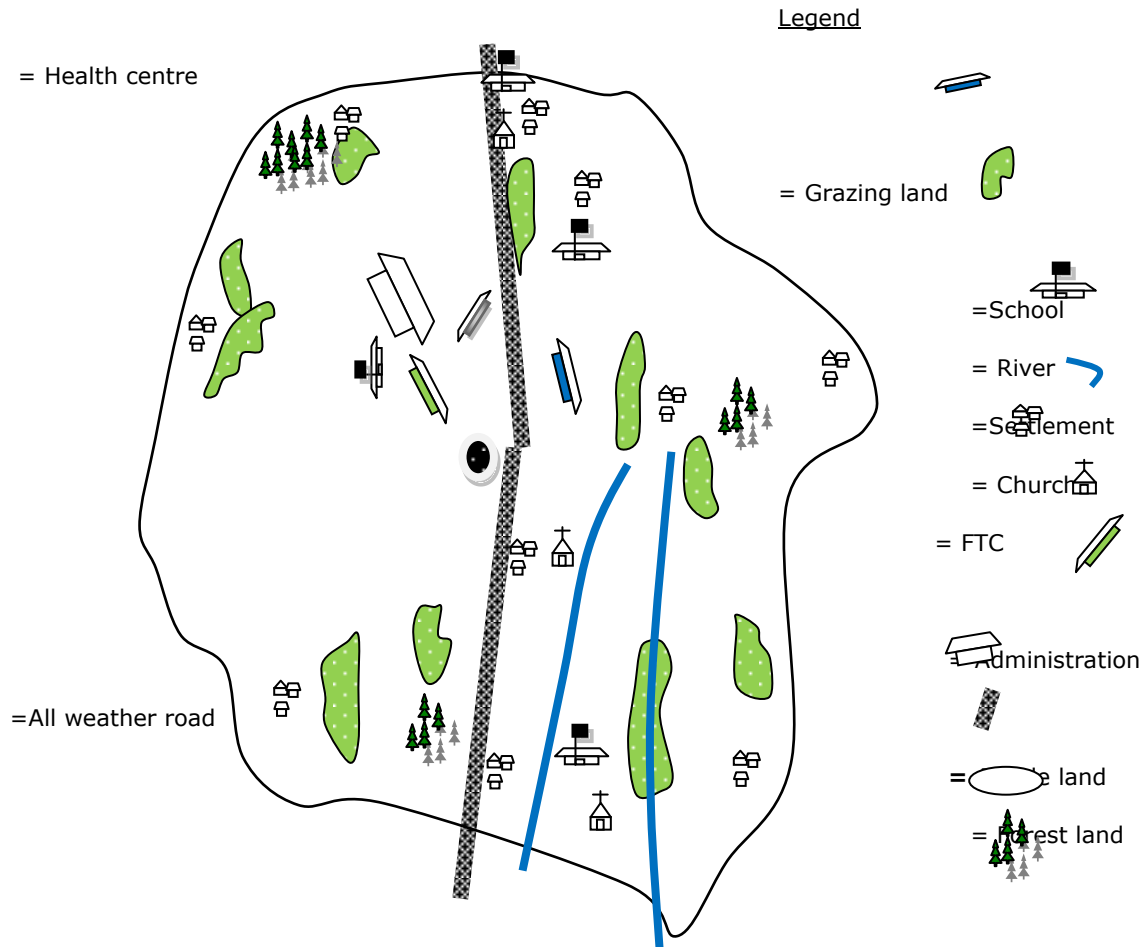 Legend
= Health centre
= Grazing land
=School
= River
=Settlement
= Church
= FTC
= Administration
=All weather road
= land
= Forest land